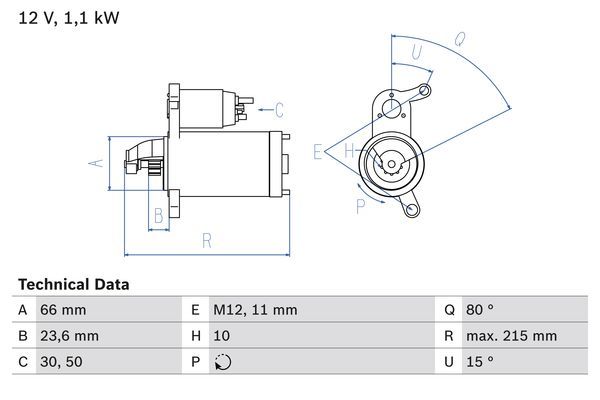 12 V, 1,1 kW
Q
U
C
A
E
H
P
B
R
Technical Data
A 66 mm E M12, 11 mm Q 80 °
B 23,6 mm H 10 R max. 215 mm
C 30, 50 P U 15 °